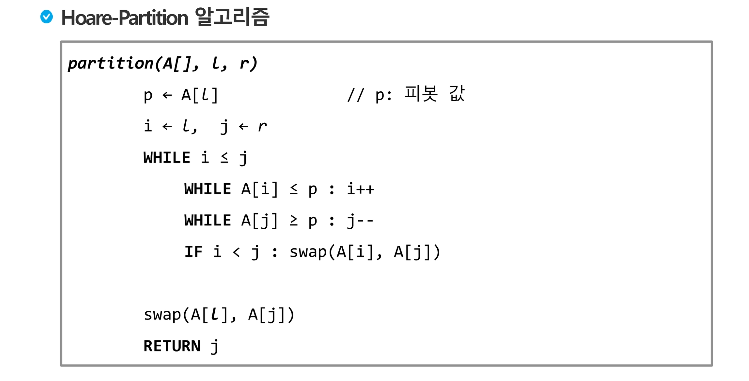 Hoare-Partition 알고리즘
partition(A[], l, r)
p ← A[l] // p: 피봇 값
i ← l, j ← r
WHILE i ≤ j
WHILE A[i] ≤ p : i++
WHILE A[j] ≥ p : j--
IF i < j : swap(A[i], A[j])
swap(A[l], A[j])
RETURN j